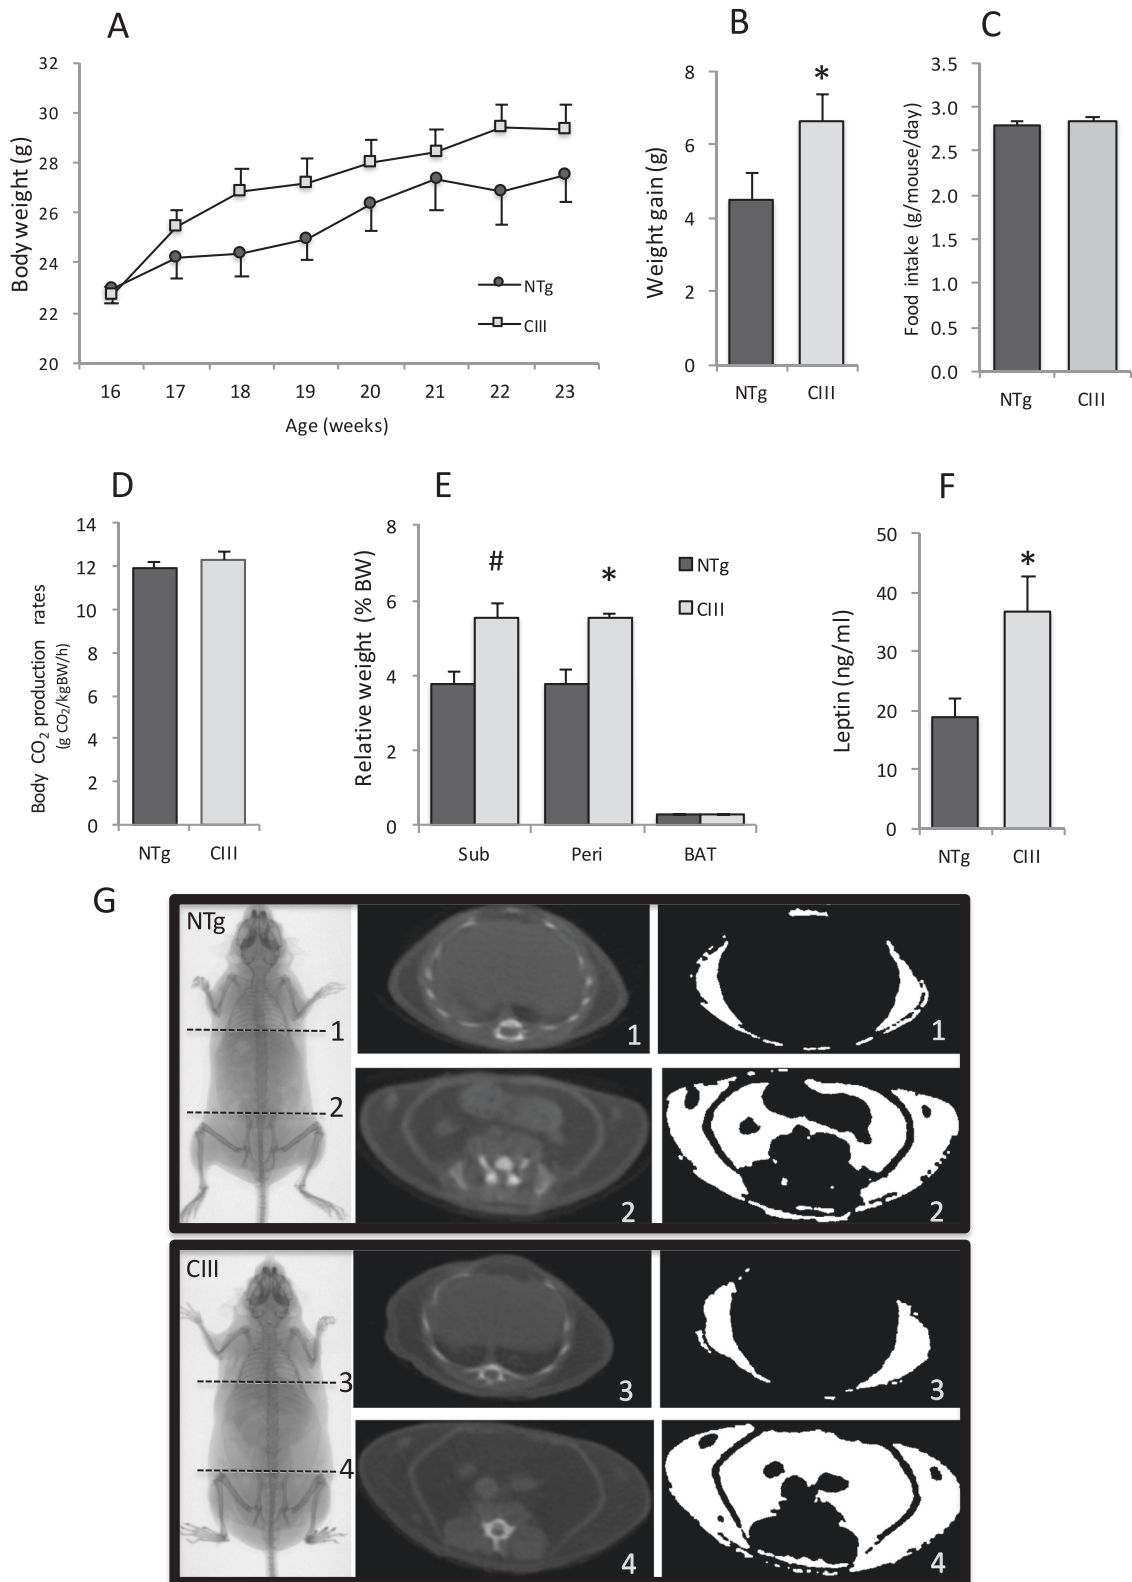 A
B
C
32
30
28
26
24
22
20
Body weight (g)
16 17 18 19 20 21 22 23
Age (weeks)
NTg
CIII
8
6
4
2
0
Weight gain (g)
*
NTg CIII
3.5
3.0
2.5
2.0
1.5
1.0
0.5
0.0
Food intake (g/mouse/day)
NTg CIII
D
E
F
14
12
10
8
6
4
2
0
Body CO2 production rates
(g CO2/kgBW/h)
NTg CIII
8
6
4
2
0
Relative weight (% BW)
#
*
NTg
CIII
Sub Peri BAT
50
40
30
20
10
0
Leptin (ng/ml)
*
NTg CIII
G
NTg
1
2
1
1
2
2
CIII
3
4
3
3
4
4